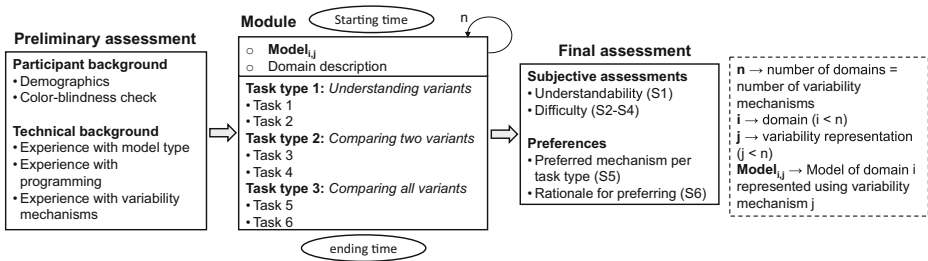 Preliminary assessment
Participant background
• Demographics
• Color-blindness check
Technical background
• Experience with model type
• Experience with
programming
• Experience with variability
mechanisms
Module
Starting time
n
○ Model i,j
○ Domain description
Task type 1: Understanding variants
• Task 1
• Task 2
Task type 2: Comparing two variants
• Task 3
• Task 4
Task type 3: Comparing all variants
• Task 5
• Task 6
ending time
Final assessment
Subjective assessments
• Understandability (S1)
• Difficulty (S2-S4)
Preferences
• Preferred mechanism per
task type (S5)
• Rationale for preferring (S6)
n → number of domains =
number of variability
mechanisms
i → domain (i < n)
j → variability representation
(j < n)
Model i,j → Model of domain i
represented using variability
mechanism j